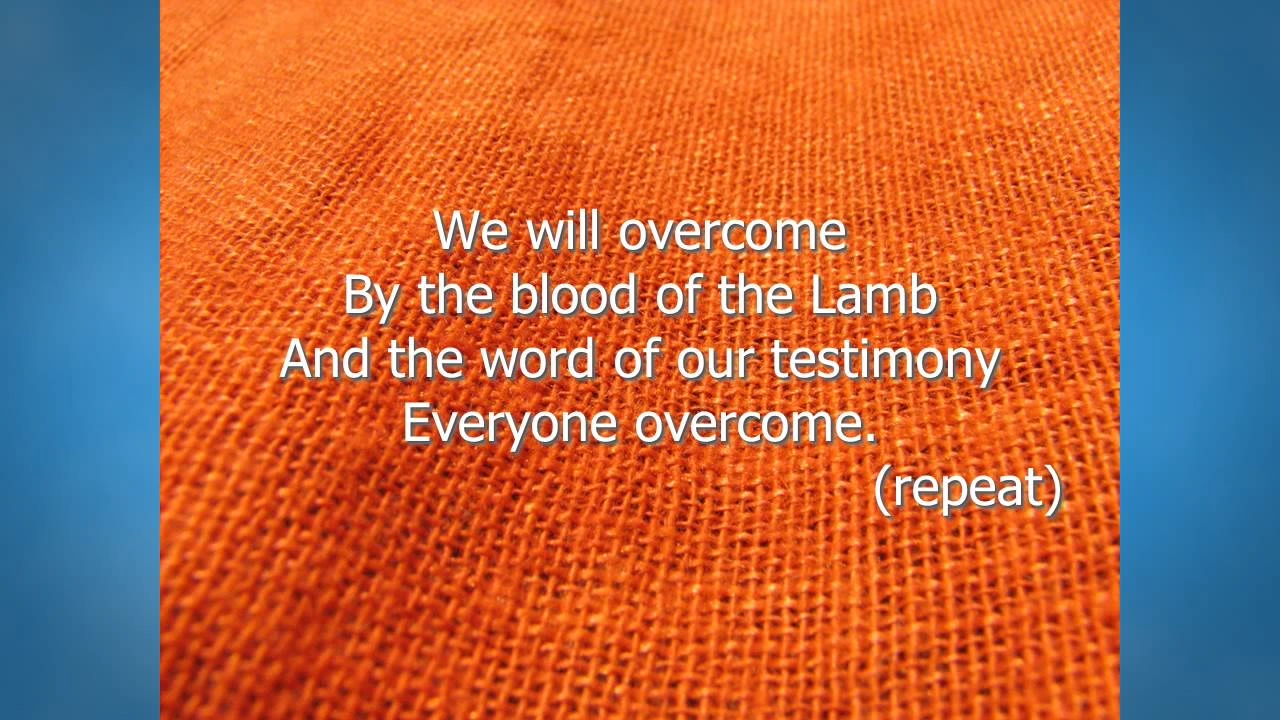 We will overcome
By the blood of the Lamb
And the word of our testimony
Everyone overcome.
(repeat)